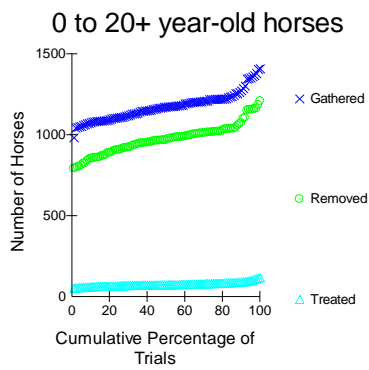 0 to 20+ year-old horses
1500
1000
500
0
Number of Horses
0 20 40 60 80 100
Cumulative Percentage of
Trials
Gathered
Removed
Treated